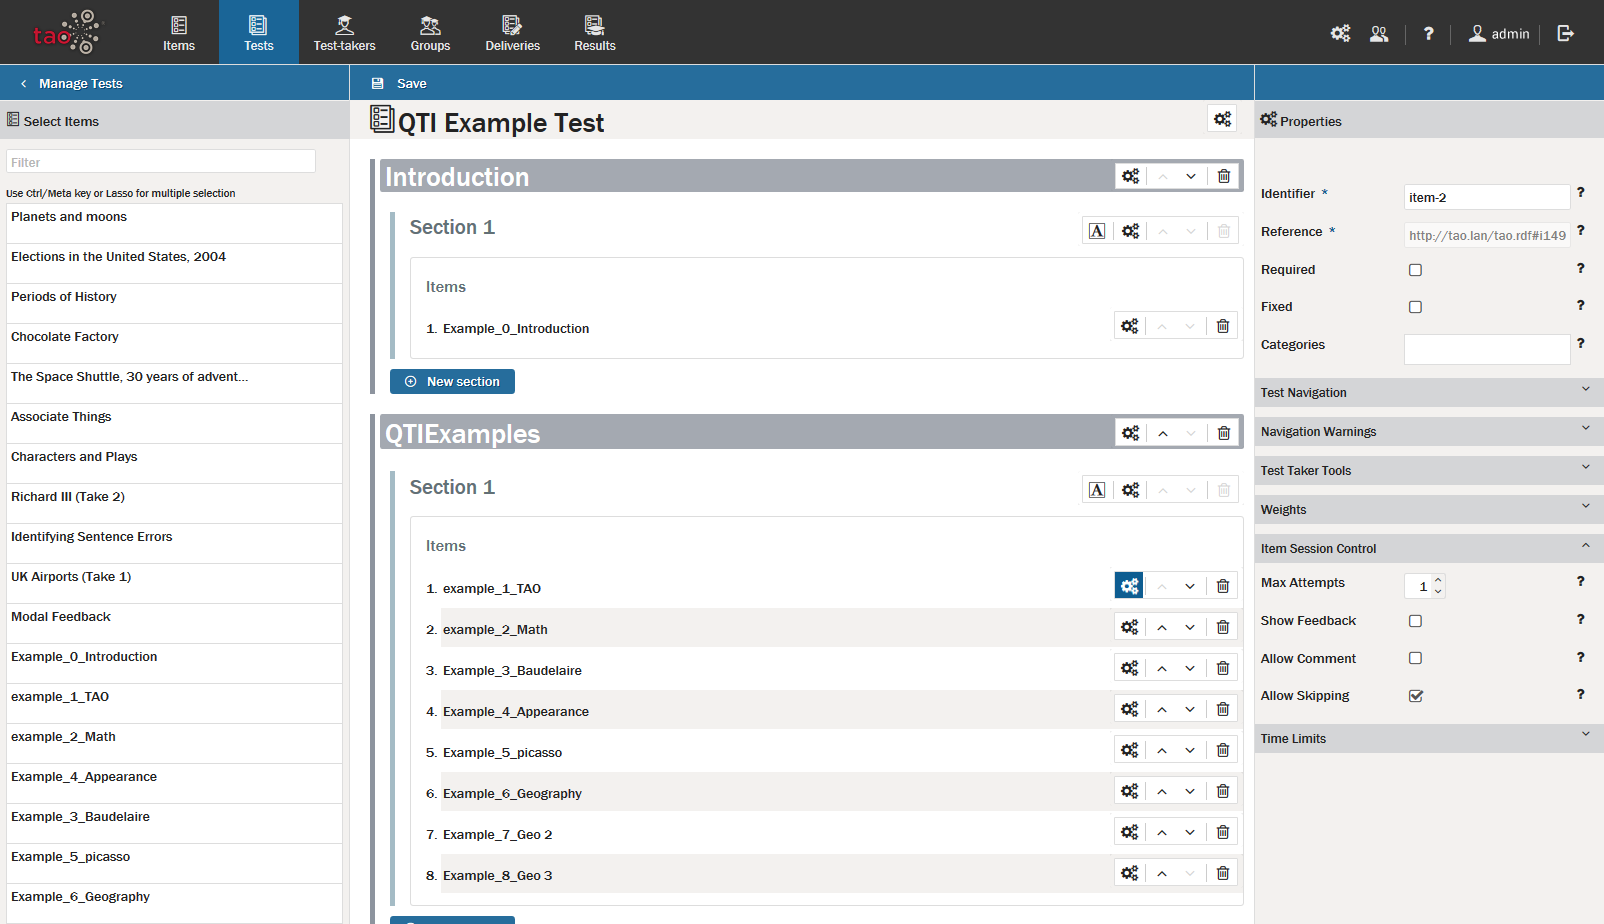 tao
Items
Tests
Test-takers
Groups
Deliveries
Results
?
admin
Manage Tests
Save
Select Items
QTI Example Test
Properties
Filter
Use Ctrl/Meta key or Lasso for multiple selection
Planets and moons
Elections in the United States, 2004
Periods of History
Chocolate Factory
The Space Shuttle, 30 years of advent...
Associate Things
Characters and Plays
Richard III (Take 2)
Identifying Sentence Errors
UK Airports (Take 1)
Modal Feedback
Example_0_Introduction
example_1_TAO
example_2_Math
Example_4_Appearance
Example_3_Baudelaire
Example_5_picasso
Example_6_Geography
Introduction
Section 1
A
Items
1. Example_0_Introduction
New section
QTIExamples
Section 1
A
Items
1. example_1_TAO
2. example_2_Math
3. Example_3_Baudelaire
4. Example_4_Appearance
5. Example_5_picasso
6. Example_6_Geography
7. Example_7_Geo 2
8. Example_8_Geo 3
Identifier * item-2 ?
Reference * http://tao.lan/tao.rdf#i149 ?
Required ?
Fixed ?
Categories ?
Test Navigation
Navigation Warnings
Test Taker Tools
Weights
Item Session Control
Max Attempts 1 ?
Show Feedback ?
Allow Comment ?
Allow Skipping ?
Time Limits